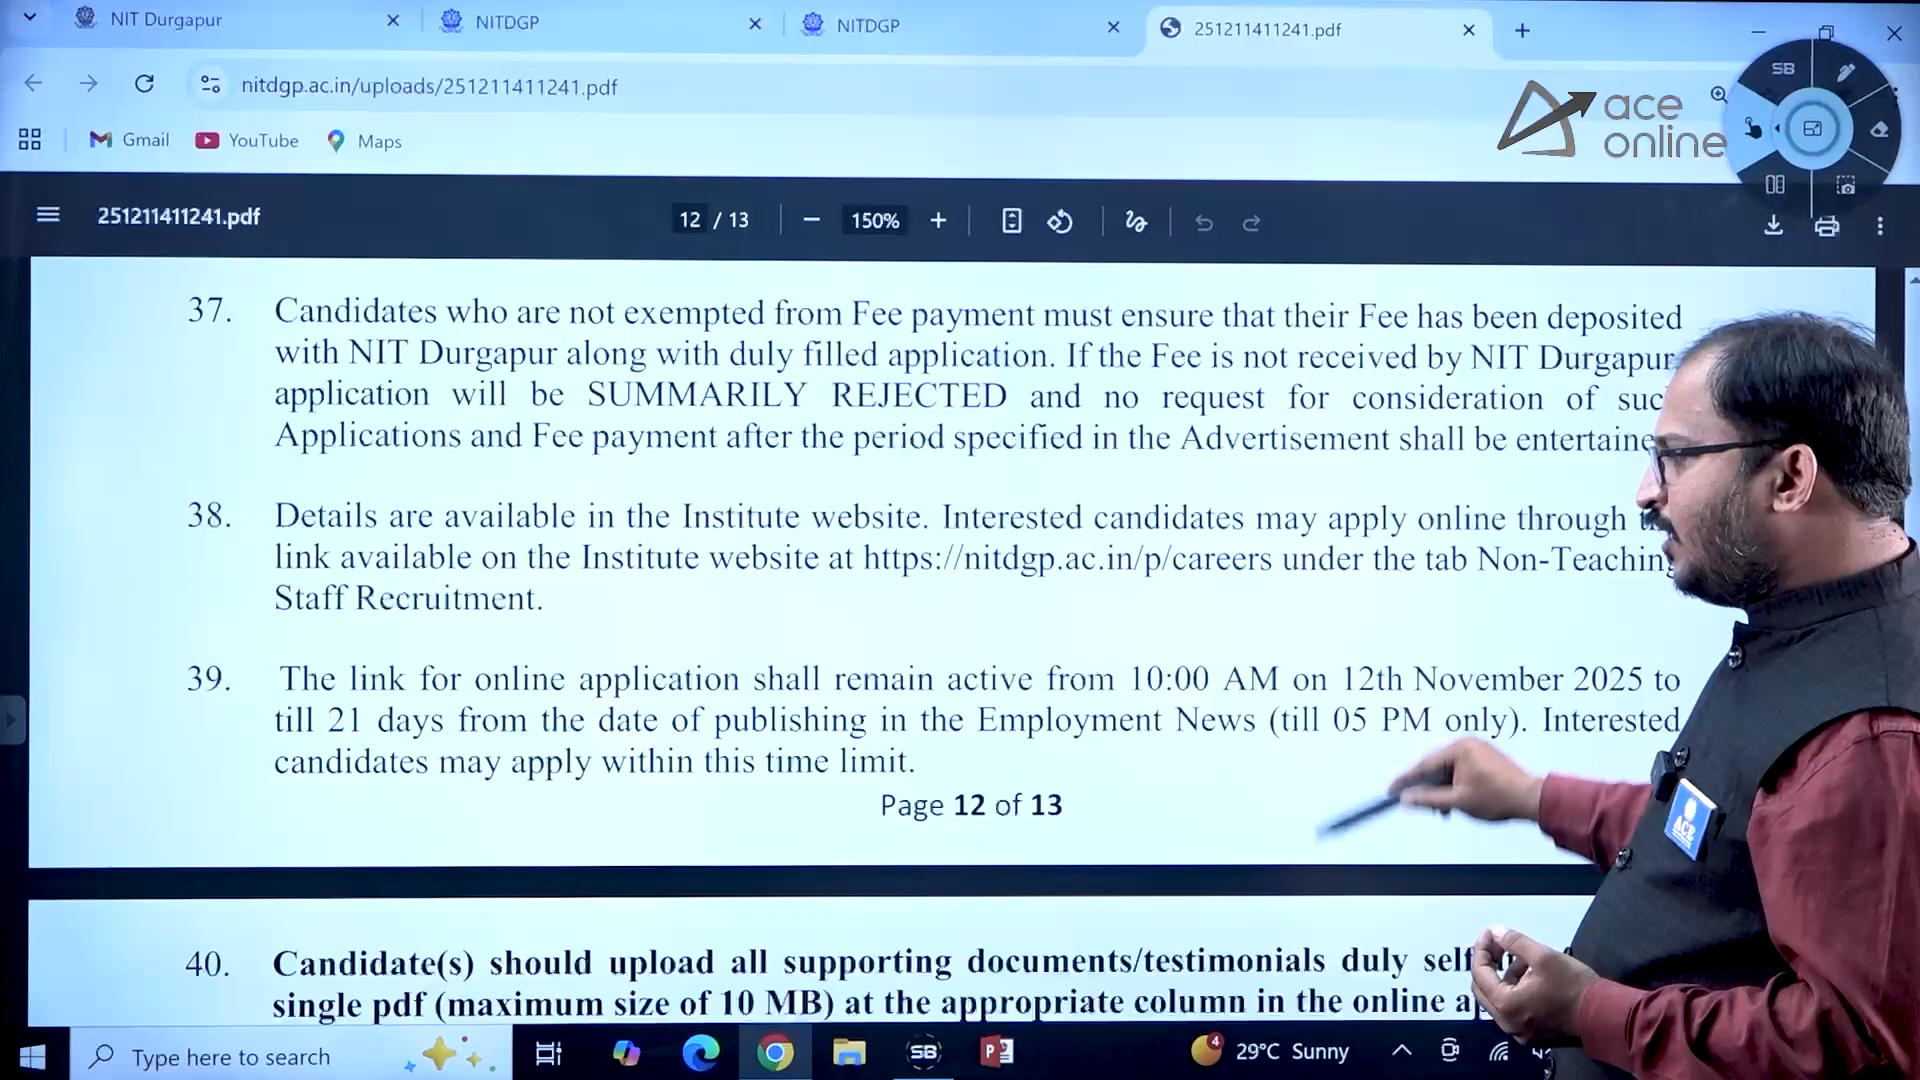 NIT Durgapur
NITDGP
NITDGP
251211411241.pdf
nitdgp.ac.in/uploads/251211411241.pdf
SB
ace
online
Gmail
YouTube
Maps
251211411241.pdf
12 / 13
150%
37. Candidates who are not exempted from Fee payment must ensure that their Fee has been deposited
with NIT Durgapur along with duly filled application. If the Fee is not received by NIT Durgapur
application will be SUMMARILY REJECTED and no request for consideration of suc
Applications and Fee payment after the period specified in the Advertisement shall be entertaine
38. Details are available in the Institute website. Interested candidates may apply online through
link available on the Institute website at https://nitdgp.ac.in/p/careers under the tab Non-Teaching
Staff Recruitment.
39. The link for online application shall remain active from 10:00 AM on 12th November 2025 to
till 21 days from the date of publishing in the Employment News (till 05 PM only). Interested
candidates may apply within this time limit.
Page 12 of 13
ACE
40. Candidate(s) should upload all supporting documents/testimonials duly self
single pdf (maximum size of 10 MB) at the appropriate column in the online
Type here to search
SB
4
29°C Sunny